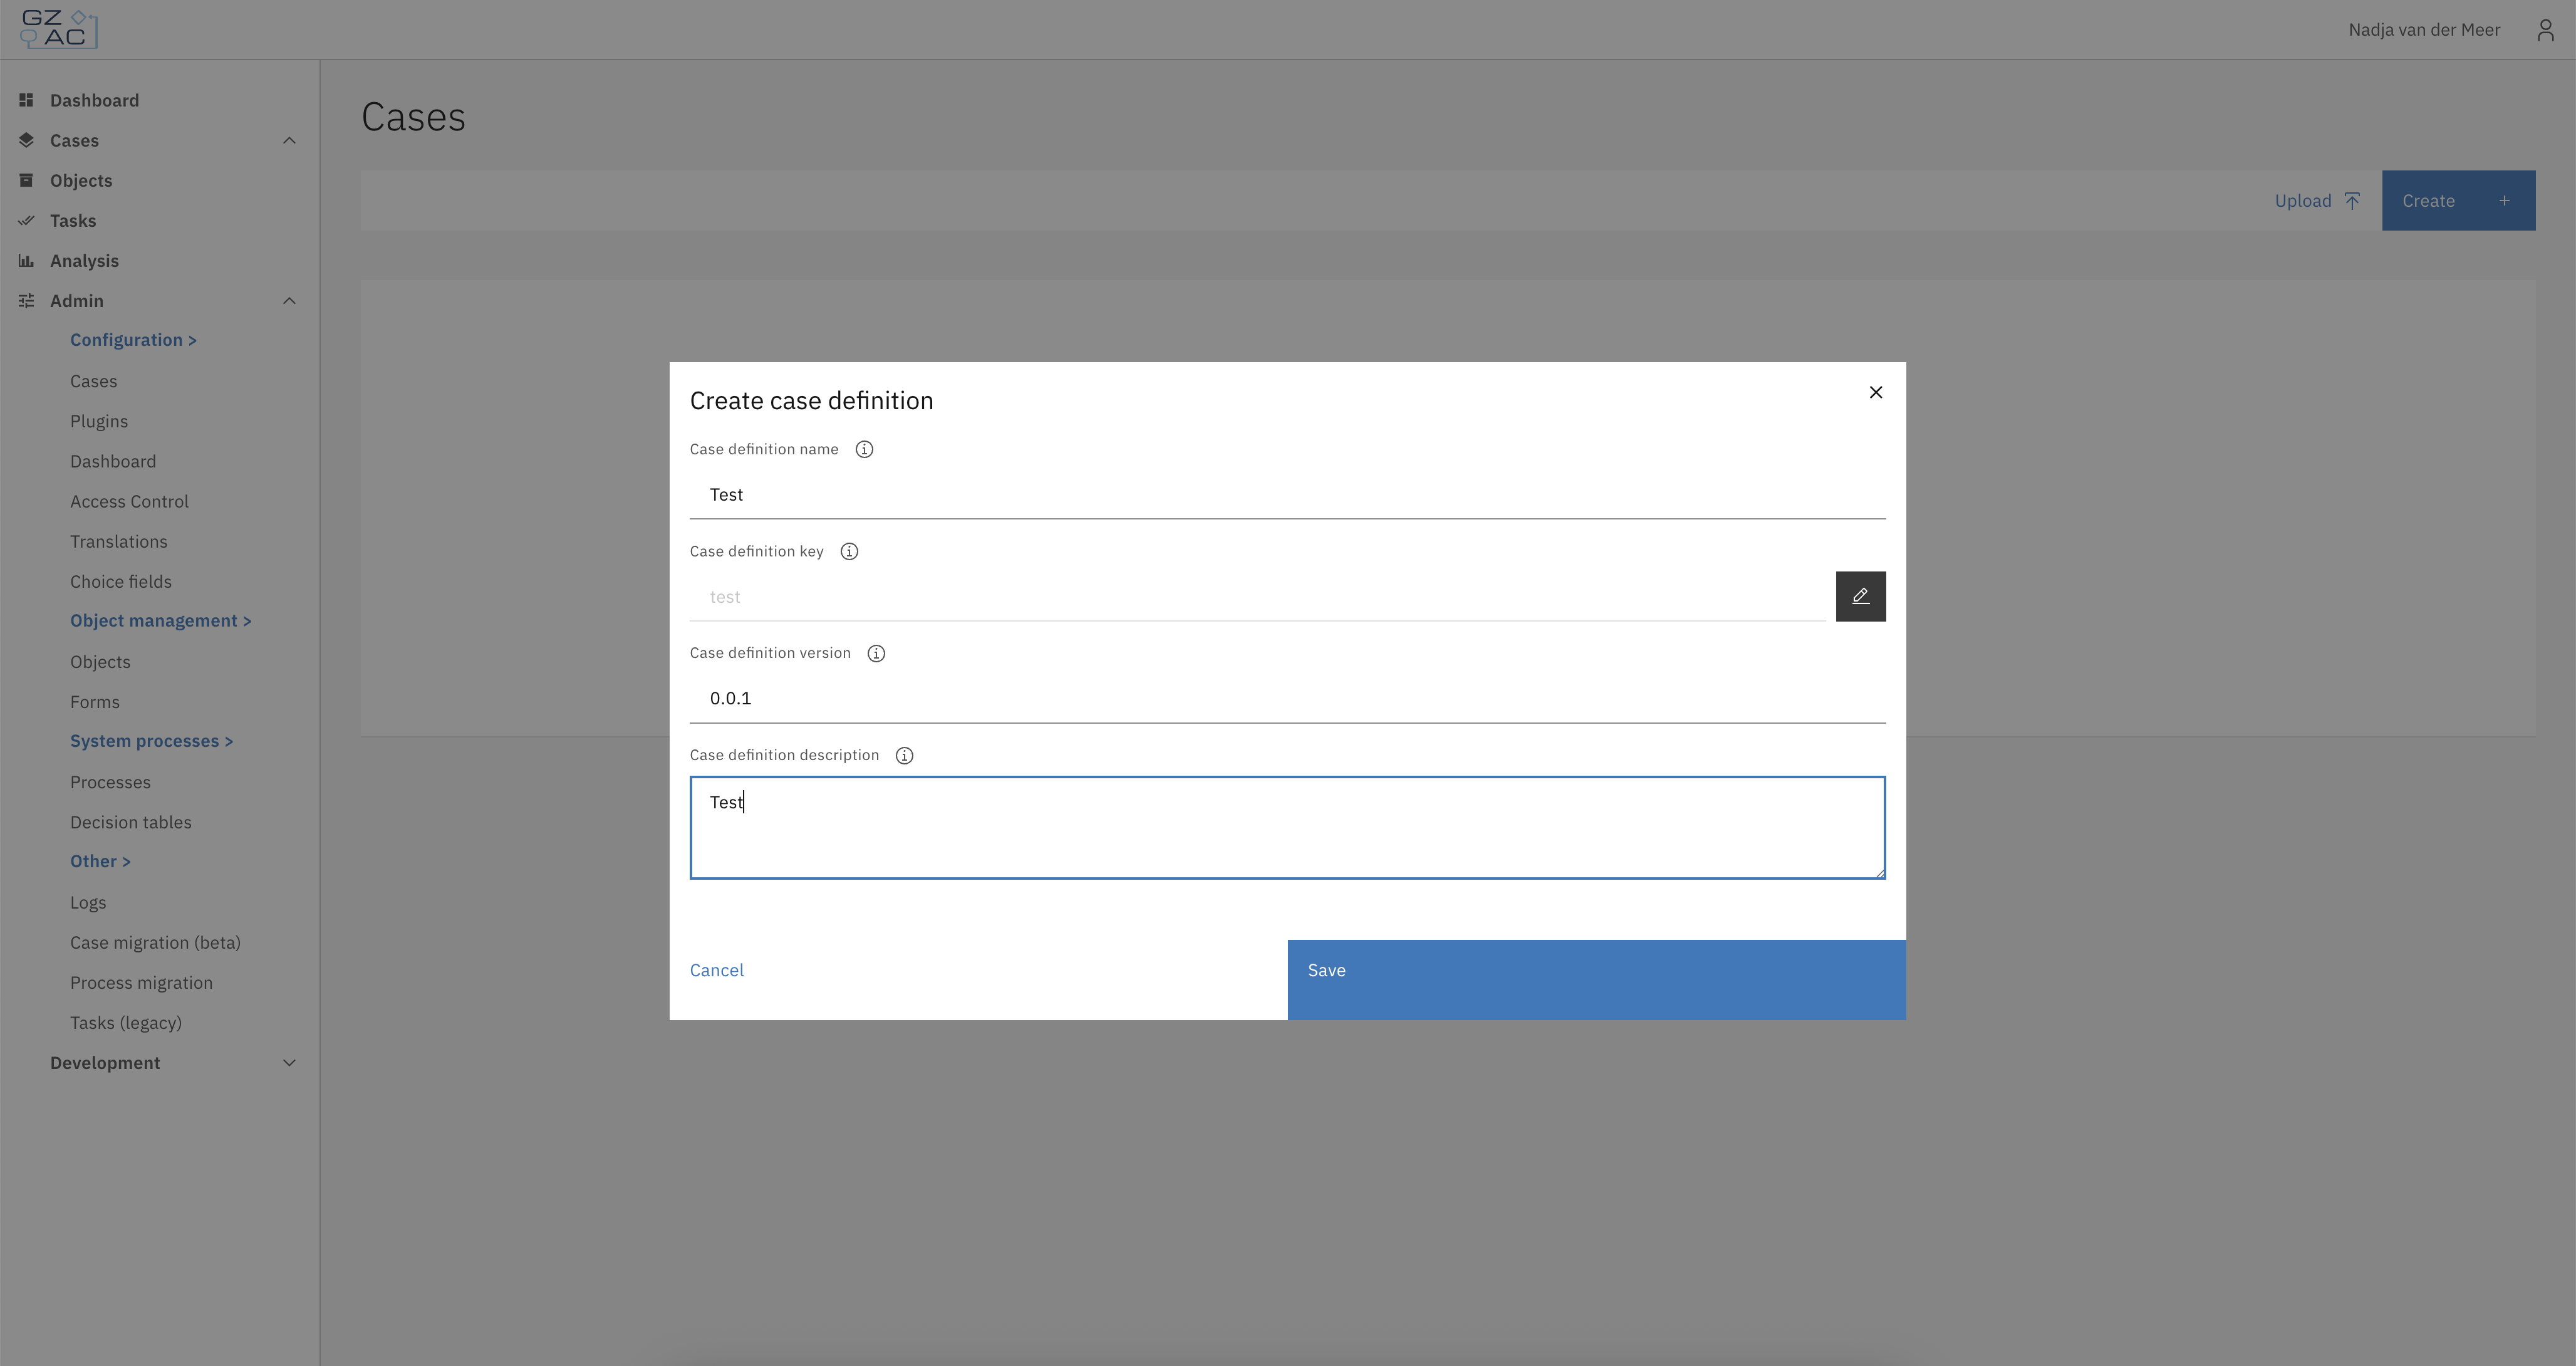 GZ
AC
Nadja van der Meer
Dashboard
Cases
Objects
Tasks
Analysis
Admin
Configuration >
Cases
Plugins
Dashboard
Access Control
Translations
Choice fields
Object management >
Objects
Forms
System processes >
Processes
Decision tables
Other >
Logs
Case migration (beta)
Process migration
Tasks (legacy)
Development
Cases
Upload
Create +
Create case definition
Case definition name
Test
Case definition key
test
Case definition version
0.0.1
Case definition description
Test
Cancel
Save